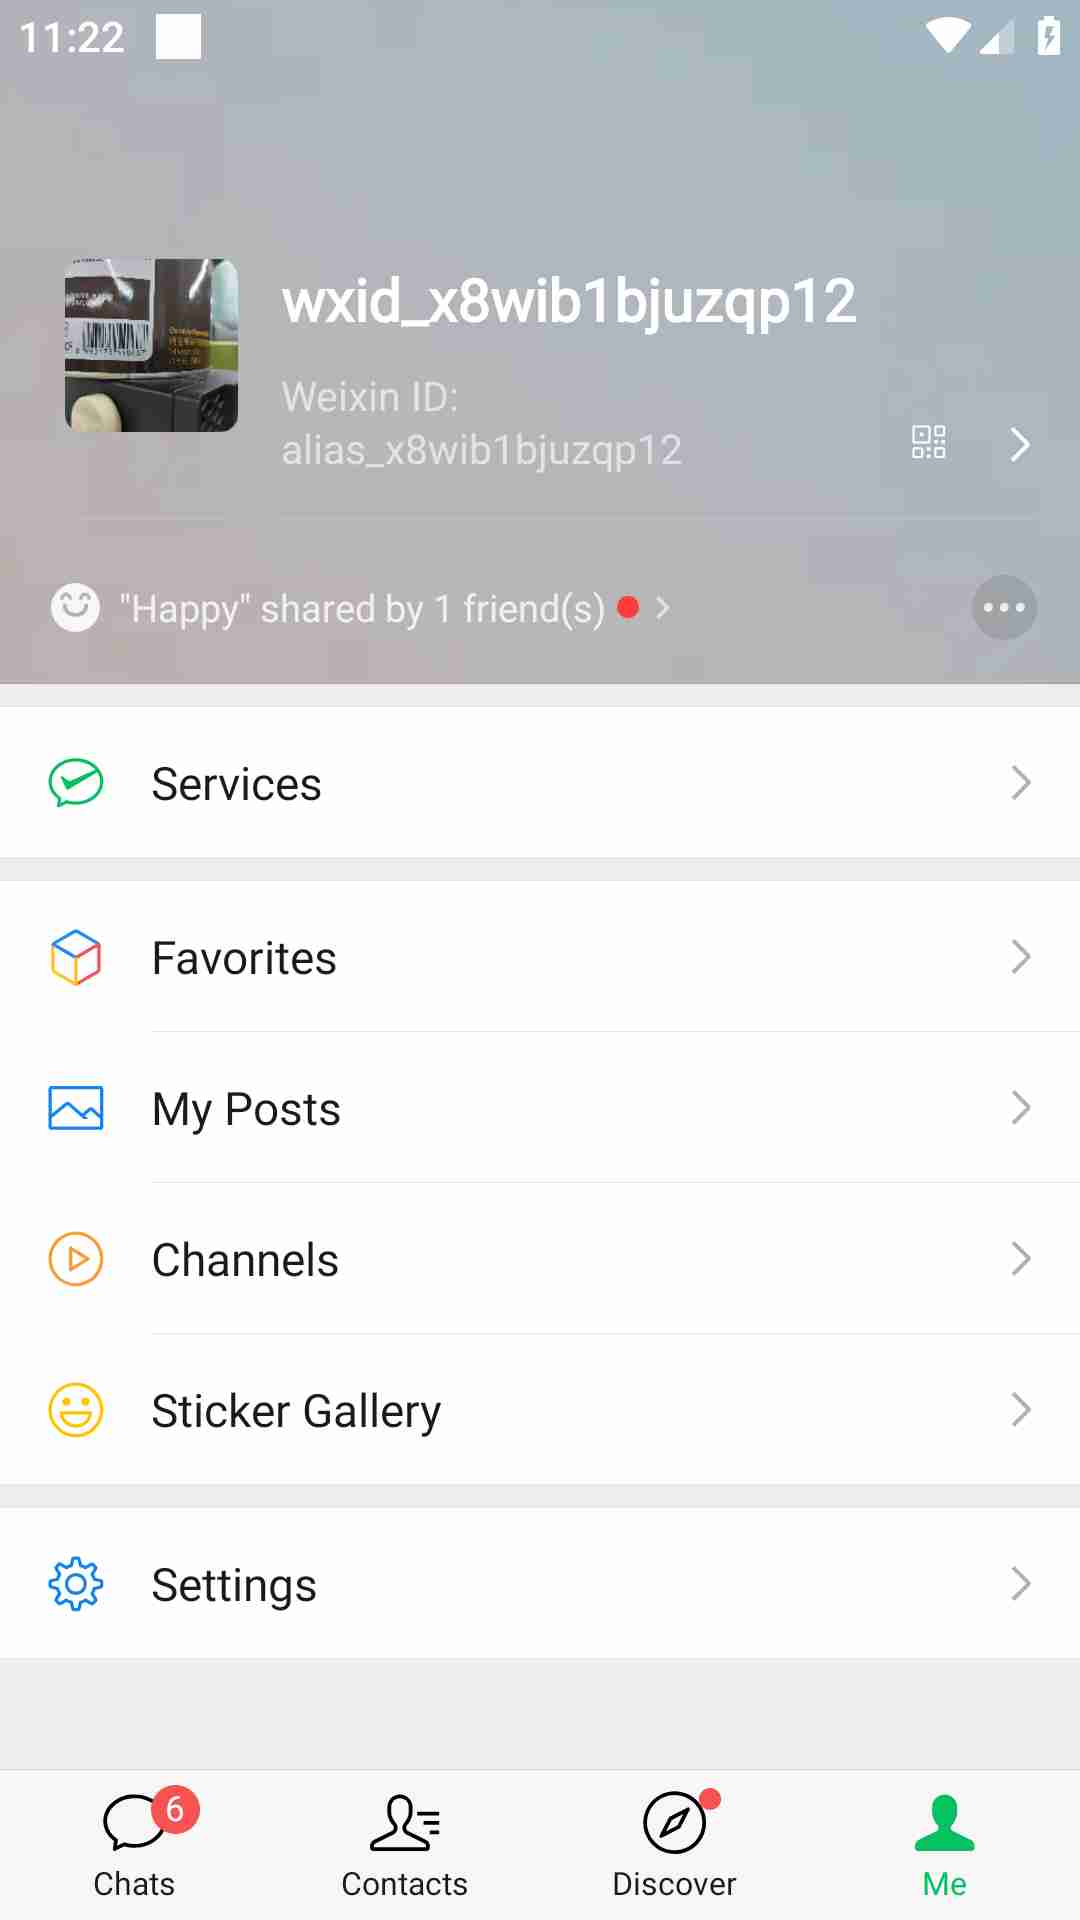 11:22
wxid_x8wib1bjuzqp12
Weixin ID:
alias_x8wib1bjuzqp12
"Happy" shared by 1 friend(s)
Services
Favorites
My Posts
Channels
Sticker Gallery
Settings
6
Chats
Contacts
Discover
Me